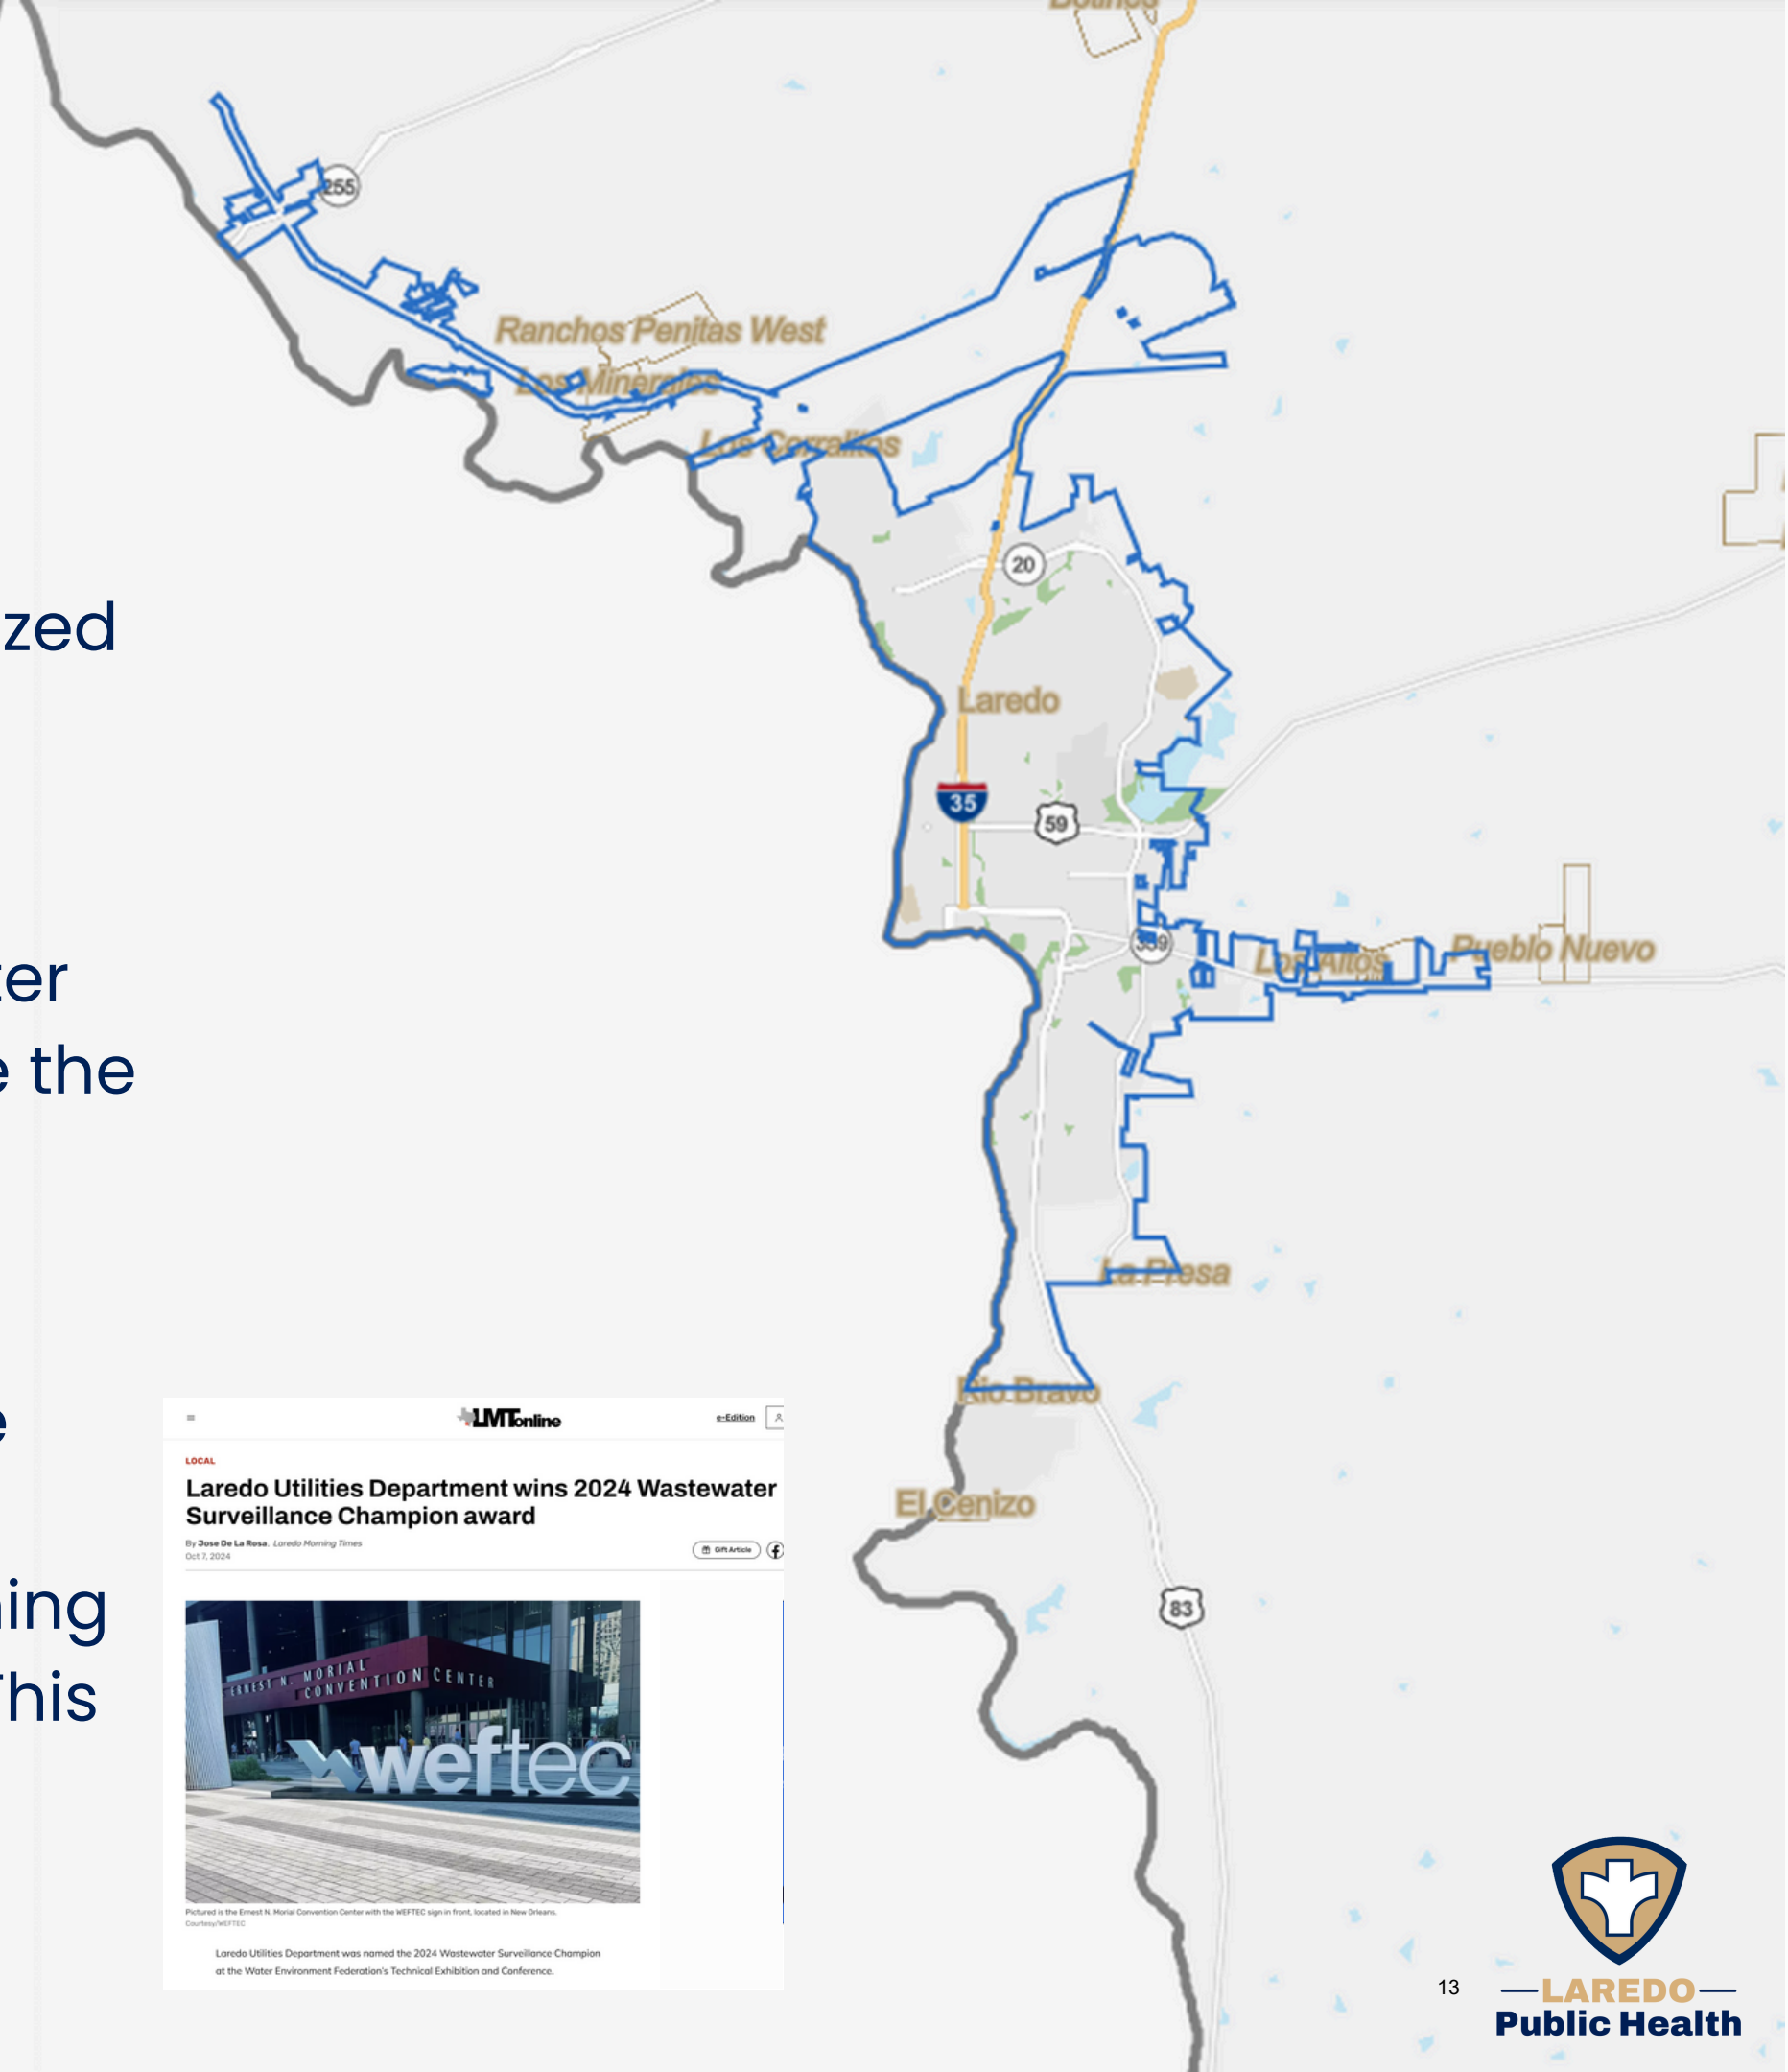 Ranchos Penitas West
Los Minerales
Los Corralitos
255
20
Laredo
35
59
359
Los Altos
Pueblo Nuevo
La Presa
Rio Bravo
El Cenizo
83
zed
e the
ing
LMTonline
e-Edition
LOCAL
Laredo Utilities Department wins 2024 Wastewater
Surveillance Champion award
By Jose De La Rosa, Laredo Morning Times
Oct 7, 2024
Gift Article
ERNEST N. MORIAL
CONVENTION CENTER
weftec
Pictured is the Ernest N. Morial Convention Center with the WEFTEC sign in front, located in New Orleans.
Courtesy/WEFTEC
Laredo Utilities Department was named the 2024 Wastewater Surveillance Champion
at the Water Environment Federation's Technical Exhibition and Conference.
13
LAREDO
Public Health